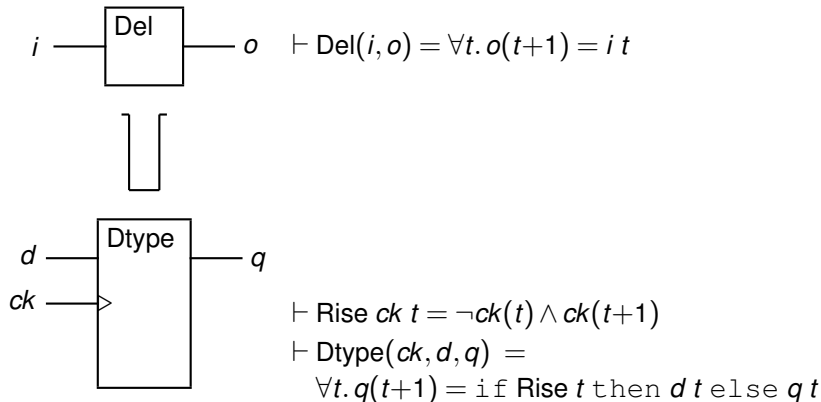 Del
i o ⊢ Del(i, o) = ∀t. o(t+1) = i t
Dtype
d q
ck
⊢ Rise ck t = ¬ck(t) ∧ ck(t+1)
⊢ Dtype(ck, d, q) =
∀t. q(t+1) = if Rise t then d t else q t